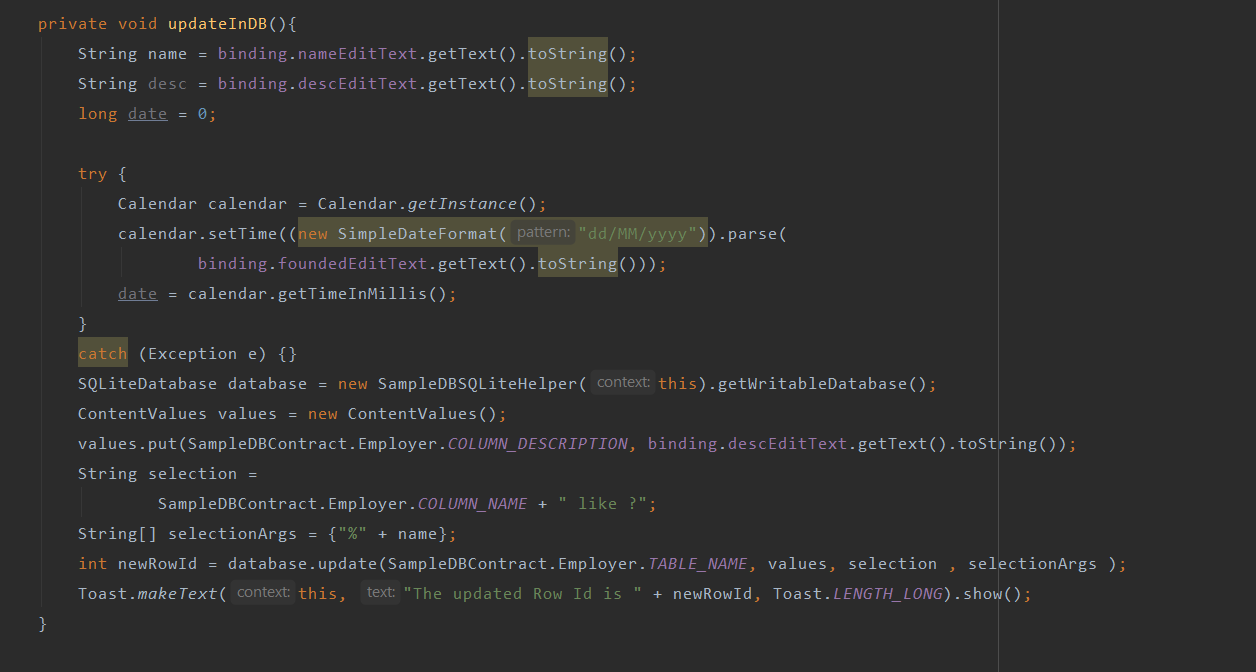 private void updateInDB(){
String name = binding.nameEditText.getText().toString();
String desc = binding.descEditText.getText().toString();
long date = 0;
try {
Calendar calendar = Calendar.getInstance();
calendar.setTime((new SimpleDateFormat( pattern: "dd/MM/yyyy")).parse(
binding.foundedEditText.getText().toString()));
date = calendar.getTimeInMillis();
}
catch (Exception e) {}
SQLiteDatabase database = new SampleDBSQLiteHelper( context: this).getWritableDatabase();
ContentValues values = new ContentValues();
values.put(SampleDBContract.Employer.COLUMN_DESCRIPTION, binding.descEditText.getText().toString());
String selection =
SampleDBContract.Employer.COLUMN_NAME + " like ?";
String[] selectionArgs = {"%" + name};
int newRowId = database.update(SampleDBContract.Employer.TABLE_NAME, values, selection , selectionArgs );
Toast.makeText( context: this, text: "The updated Row Id is " + newRowId, Toast.LENGTH_LONG).show();
}